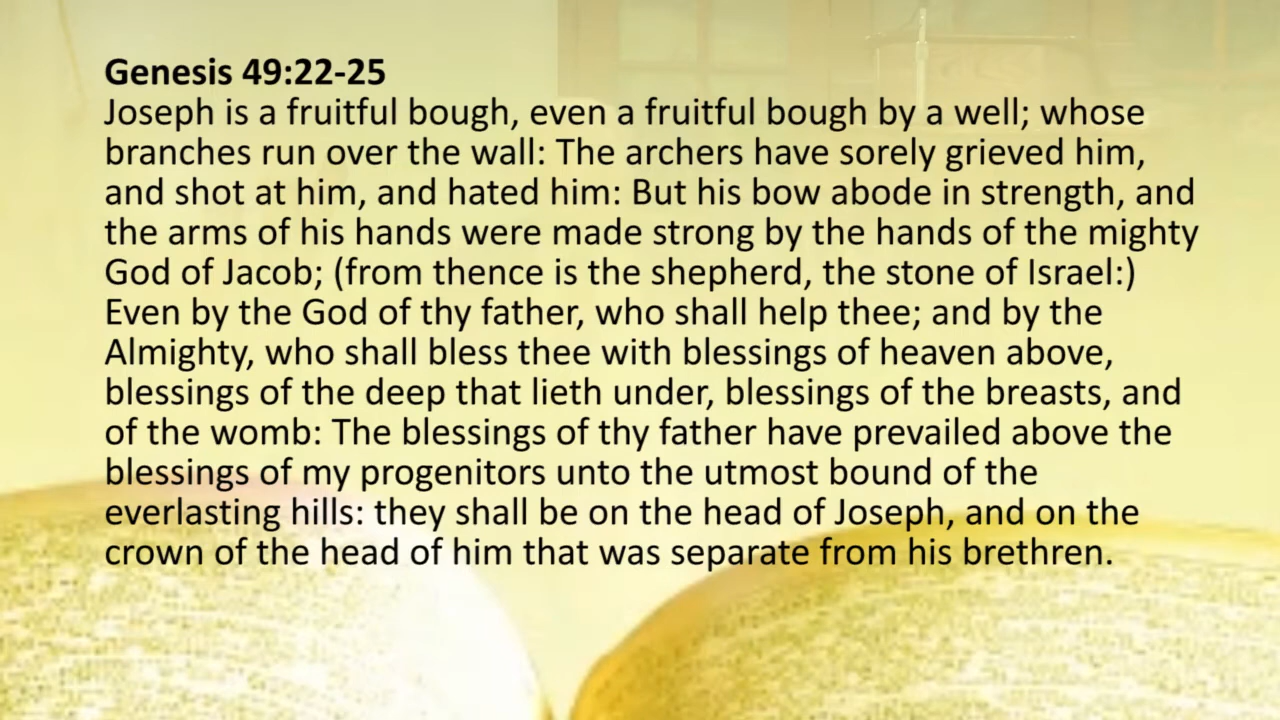 Genesis 49:22-25
Joseph is a fruitful bough, even a fruitful bough by a well; whose
branches run over the wall: The archers have sorely grieved him,
and shot at him, and hated him: But his bow abode in strength, and
the arms of his hands were made strong by the hands of the mighty
God of Jacob; (from thence is the shepherd, the stone of Israel:)
Even by the God of thy father, who shall help thee; and by the
Almighty, who shall bless thee with blessings of heaven above,
blessings of the deep that lieth under, blessings of the breasts, and
of the womb: The blessings of thy father have prevailed above the
blessings of my progenitors unto the utmost bound of the
everlasting hills: they shall be on the head of Joseph, and on the
crown of the head of him that was separate from his brethren.